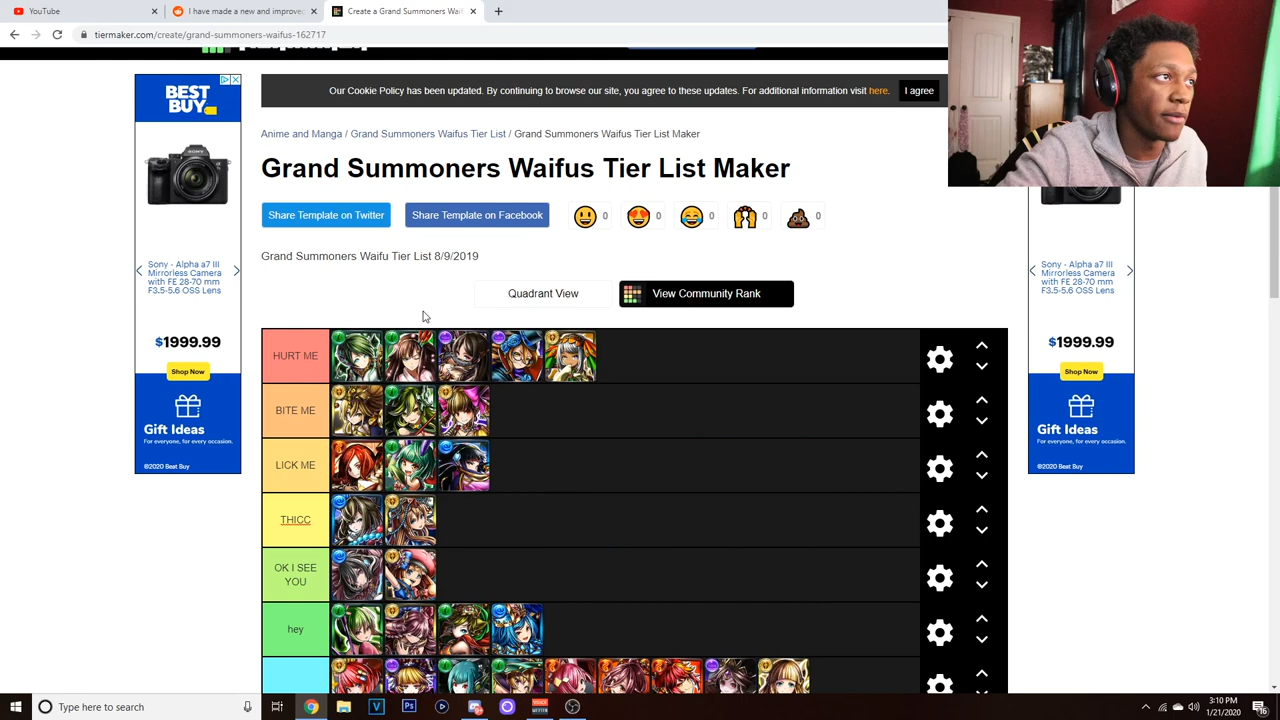 YouTube
I have made a new and improve
Create a Grand Summoners Waif
tiermaker.com/create/grand-summoners-waifus-162717
Our Cookie Policy has been updated. By continuing to browse our site, you agree to these updates. For additional information visit here.
I agree
Anime and Manga / Grand Summoners Waifus Tier List / Grand Summoners Waifus Tier List Maker
Grand Summoners Waifus Tier List Maker
Share Template on Twitter
Share Template on Facebook
0
0
0
0
0
Grand Summoners Waifu Tier List 8/9/2019
Quadrant View
View Community Rank
HURT ME
BITE ME
LICK ME
THICC
OK I SEE
YOU
hey
BEST
BUY
Sony - Alpha a7 III
Mirrorless Camera
with FE 28-70 mm
F3.5-5.6 OSS Lens
$1999.99
Shop Now
Gift Ideas
For everyone, for every occasion.
©2020 Best Buy
Sony - Alpha a7 III
Mirrorless Camera
with FE 28-70 mm
F3.5-5.6 OSS Lens
$1999.99
Shop Now
Gift Ideas
For everyone, for every occasion.
©2020 Best Buy
Type here to search
3:10 PM
1/21/2020